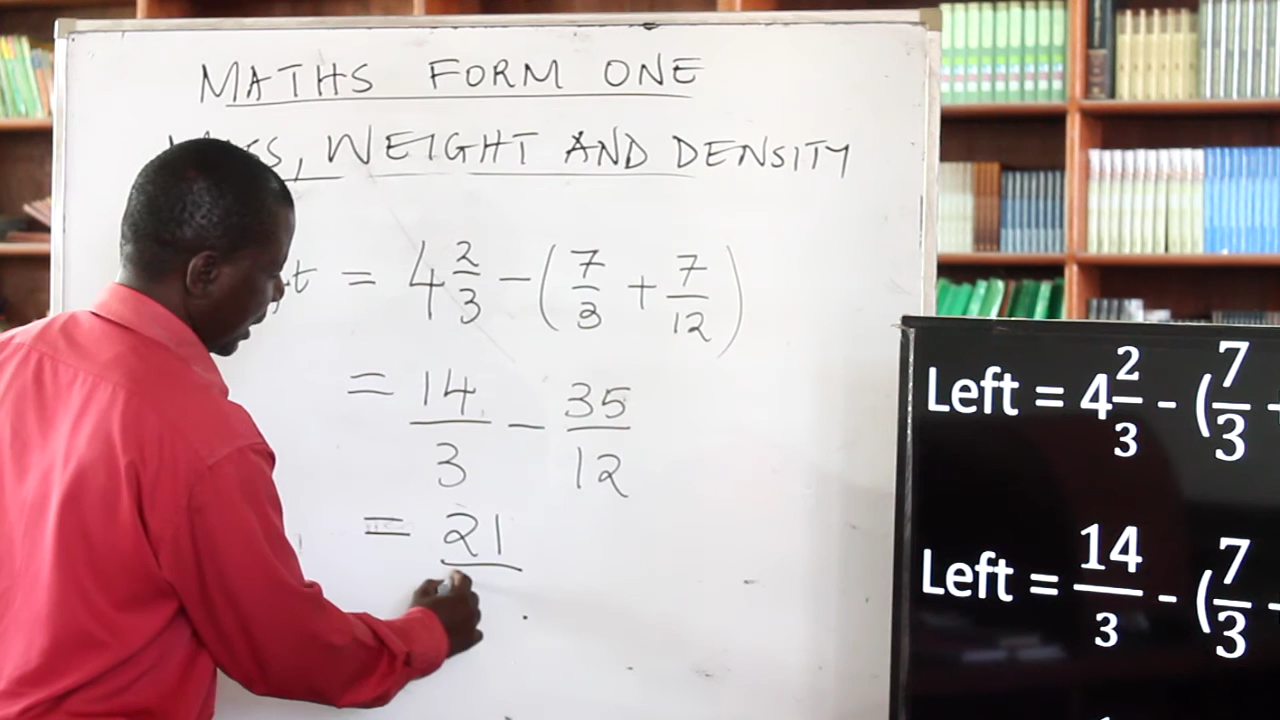 MATHS FORM ONE
WEIGHT AND DENSITY
= 4 2/3 - (7/3 + 7/12)
= 14/3 - 35/12
= 21
Left = 4 2/3 - (7/3
Left = 14/3 - (7/3